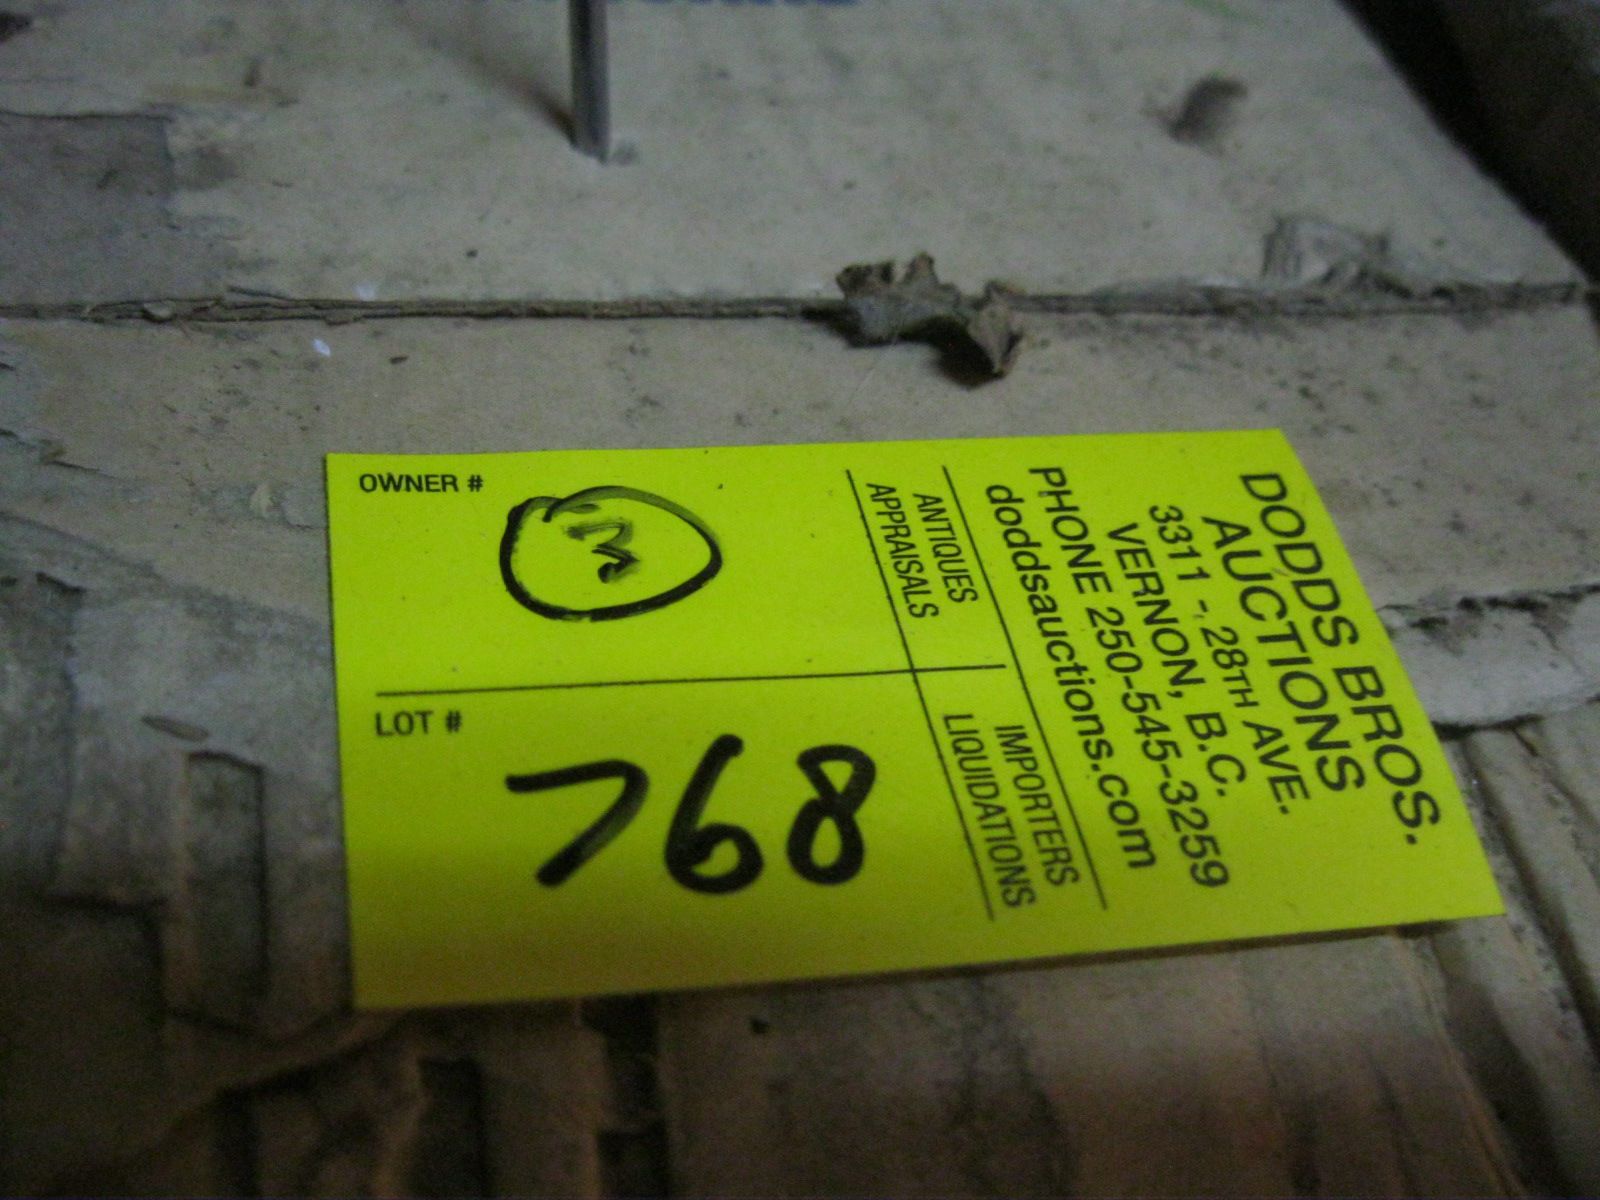 DODDS BROS.
AUCTIONS
3311 - 28TH AVE.
VERNON, B.C.
PHONE 250-545-3259
doddsauctions.com
ANTIQUES
APPRAISALS
IMPORTERS
LIQUIDATIONS
OWNER #
LOT #
768